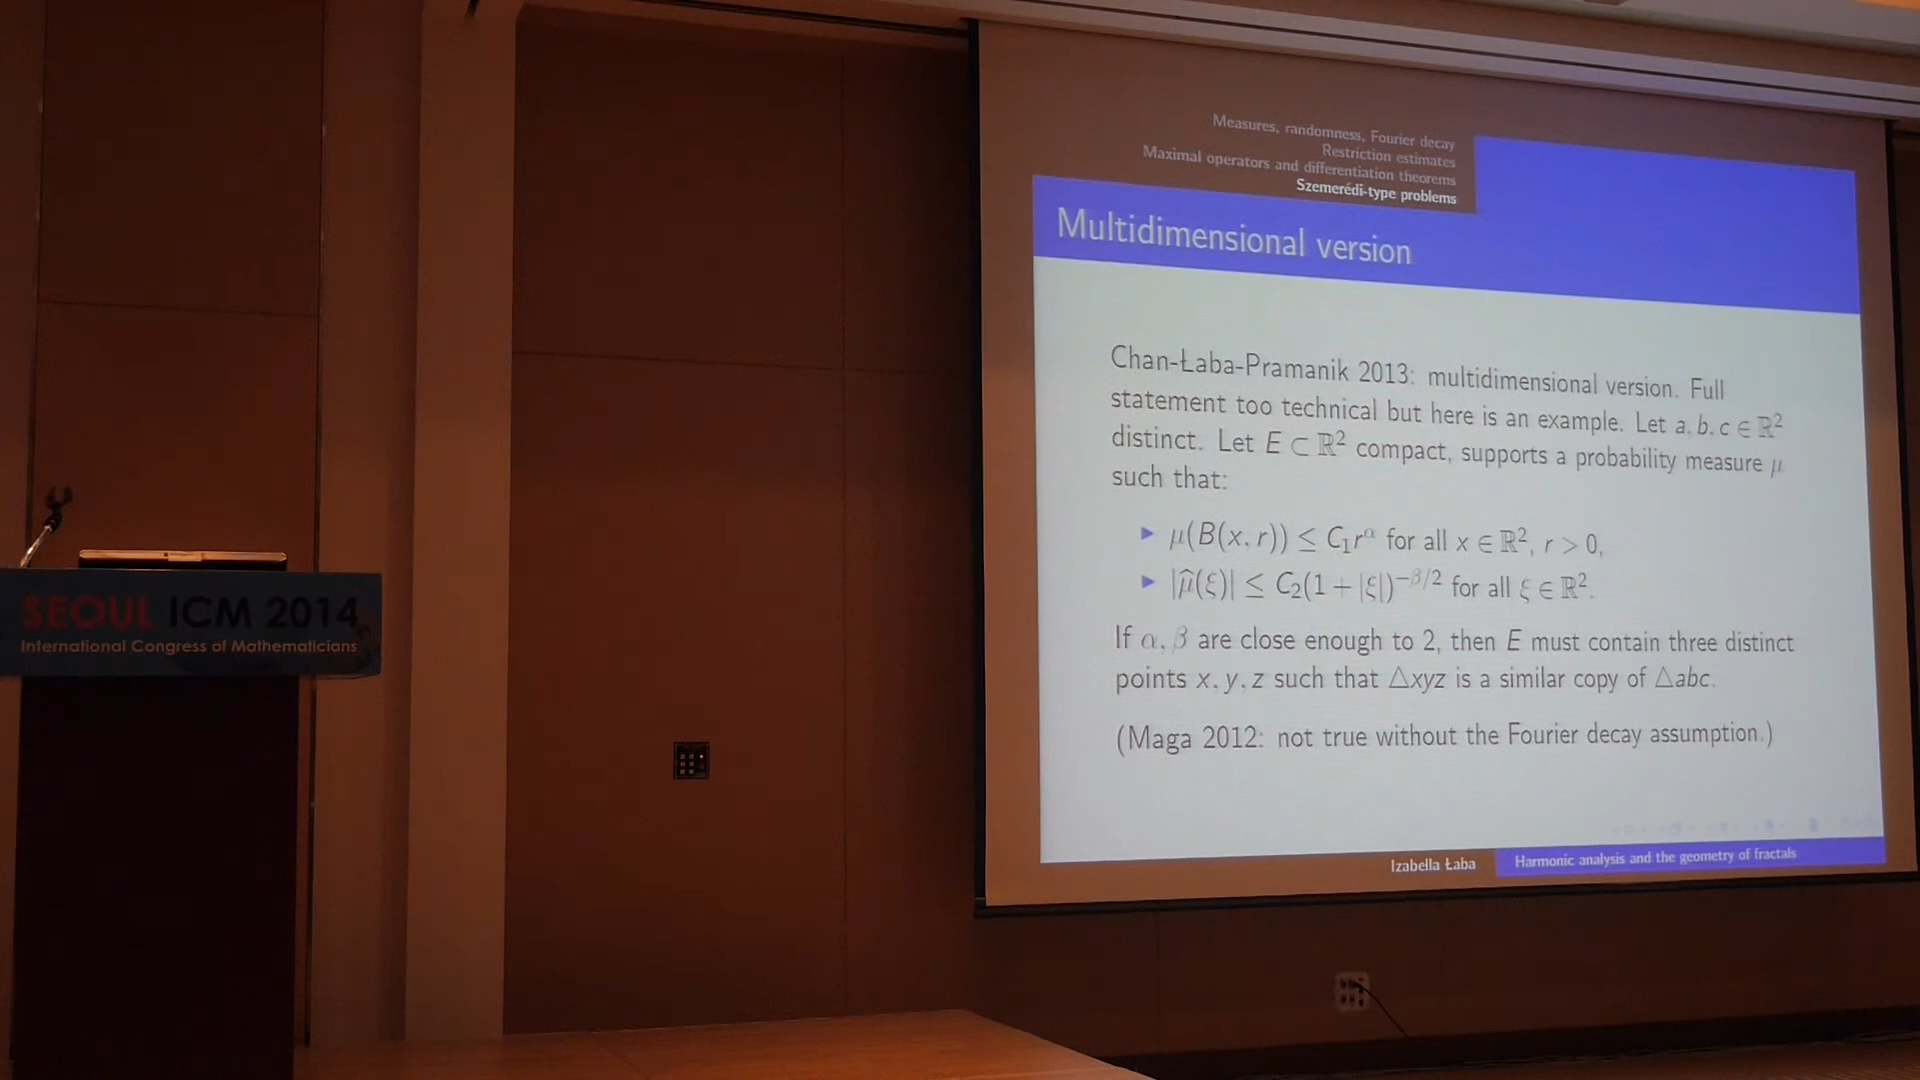 Measures, randomness, Fourier decay
Restriction estimates
Maximal operators and differentiation theorems
Szemerédi-type problems
Multidimensional version
Chan-Łaba-Pramanik 2013: multidimensional version. Full
statement too technical but here is an example. Let a, b, c ∈ ℝ²
distinct. Let E ⊂ ℝ² compact, supports a probability measure μ
such that:
▶ μ(B(x, r)) ≤ C₁r^α for all x ∈ ℝ², r > 0,
▶ |μ̂(ξ)| ≤ C₂(1 + |ξ|)^{-β/2} for all ξ ∈ ℝ².
If α, β are close enough to 2, then E must contain three distinct
points x, y, z such that △xyz is a similar copy of △abc.
(Maga 2012: not true without the Fourier decay assumption.)
Izabella Łaba
Harmonic analysis and the geometry of fractals
SEOUL ICM 2014
International Congress of Mathematicians